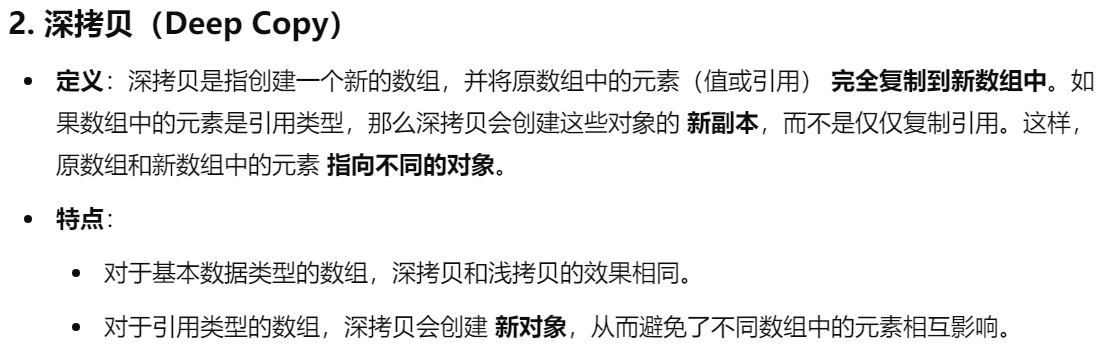 2. 深拷贝（Deep Copy）
• 定义：深拷贝是指创建一个新的数组，并将原数组中的元素（值或引用） 完全复制到新数组中。如
果数组中的元素是引用类型，那么深拷贝会创建这些对象的 新副本，而不是仅仅复制引用。这样，
原数组和新数组中的元素 指向不同的对象。
• 特点：
• 对于基本数据类型的数组，深拷贝和浅拷贝的效果相同。
• 对于引用类型的数组，深拷贝会创建 新对象，从而避免了不同数组中的元素相互影响。